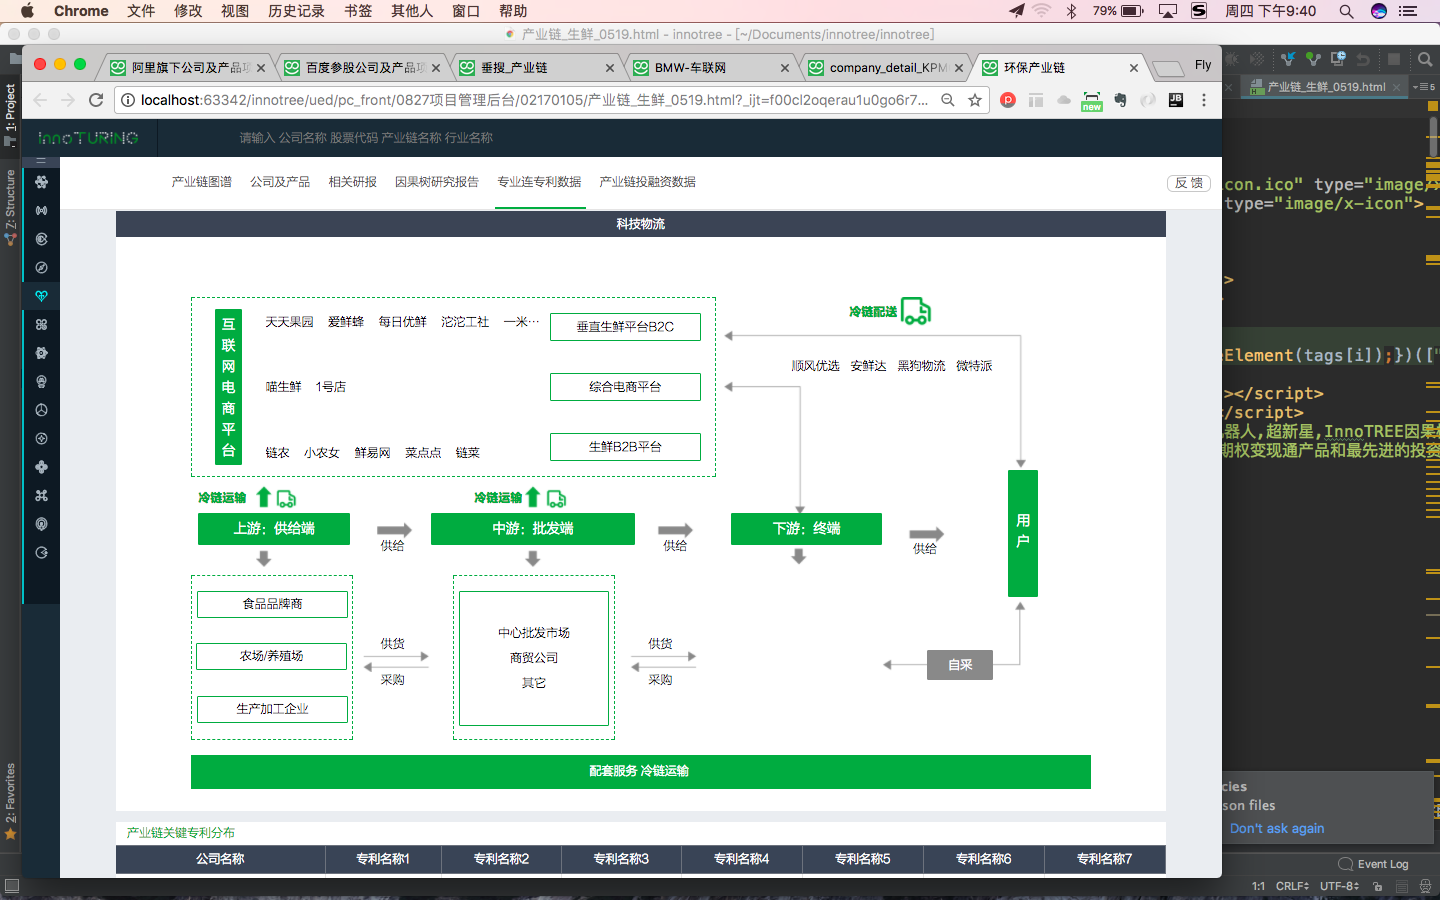 Chrome 文件 修改 视图 历史记录 书签 其他人 窗口 帮助 79% 周四 下午9:40
产业链_生鲜_0519.html - innotree - [~/Documents/innotree/innotree]
阿里旗下公司及产品项 百度参股公司及产品项 垂搜_产业链 BMW-车联网 company_detail_KPM 环保产业链 Fly
localhost:63342/innotree/ued/pc_front/0827项目管理后台/02170105/产业链_生鲜_0519.html?_ijt=f00cl2oqerau1u0go6r7... new
产业链_生鲜_0519.html 5
1: Project
Z: Structure
2: Favorites
InnoTURING 请输入 公司名称 股票代码 产业链名称 行业名称
产业链图谱 公司及产品 相关研报 因果树研究报告 专业连专利数据 产业链投融资数据 反 馈
科技物流
互联网电商平台
天天果园 爱鲜蜂 每日优鲜 沱沱工社 一米…
垂直生鲜平台B2C
喵生鲜 1号店
综合电商平台
链农 小农女 鲜易网 菜点点 链菜
生鲜B2B平台
冷链配送
顺风优选 安鲜达 黑狗物流 微特派
冷链运输
冷链运输
上游：供给端
供给
中游：批发端
供给
下游：终端
供给
用户
食品品牌商
农场/养殖场
生产加工企业
供货
采购
中心批发市场
商贸公司
其它
供货
采购
自采
配套服务 冷链运输
产业链关键专利分布
公司名称 专利名称1 专利名称2 专利名称3 专利名称4 专利名称5 专利名称6 专利名称7
con.ico" type="image/
type="image/x-icon">
>
Element(tags[i]);})(["
></script>
/script>
器人,超新星,InnoTREE因果
期权变现通产品和最先进的投资
cies
son files
Don't ask again
Event Log
1:1 CRLF UTF-8